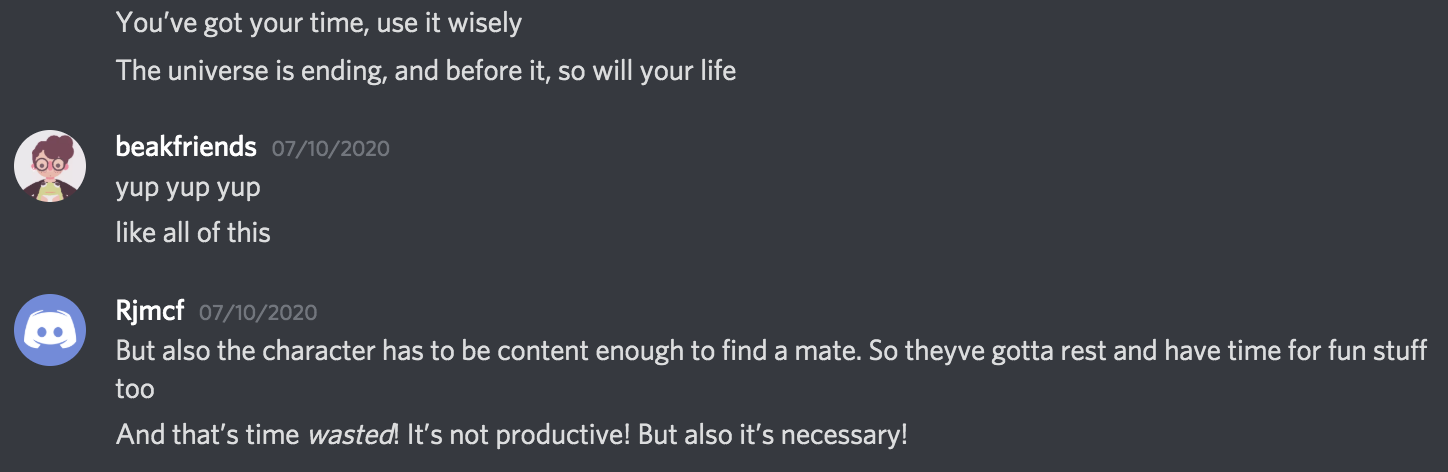 You’ve got your time, use it wisely
The universe is ending, and before it, so will your life
beakfriends 07/10/2020
yup yup yup
like all of this
Rjmcf 07/10/2020
But also the character has to be content enough to find a mate. So theyve gotta rest and have time for fun stuff
too
And that’s time wasted! It’s not productive! But also it’s necessary!